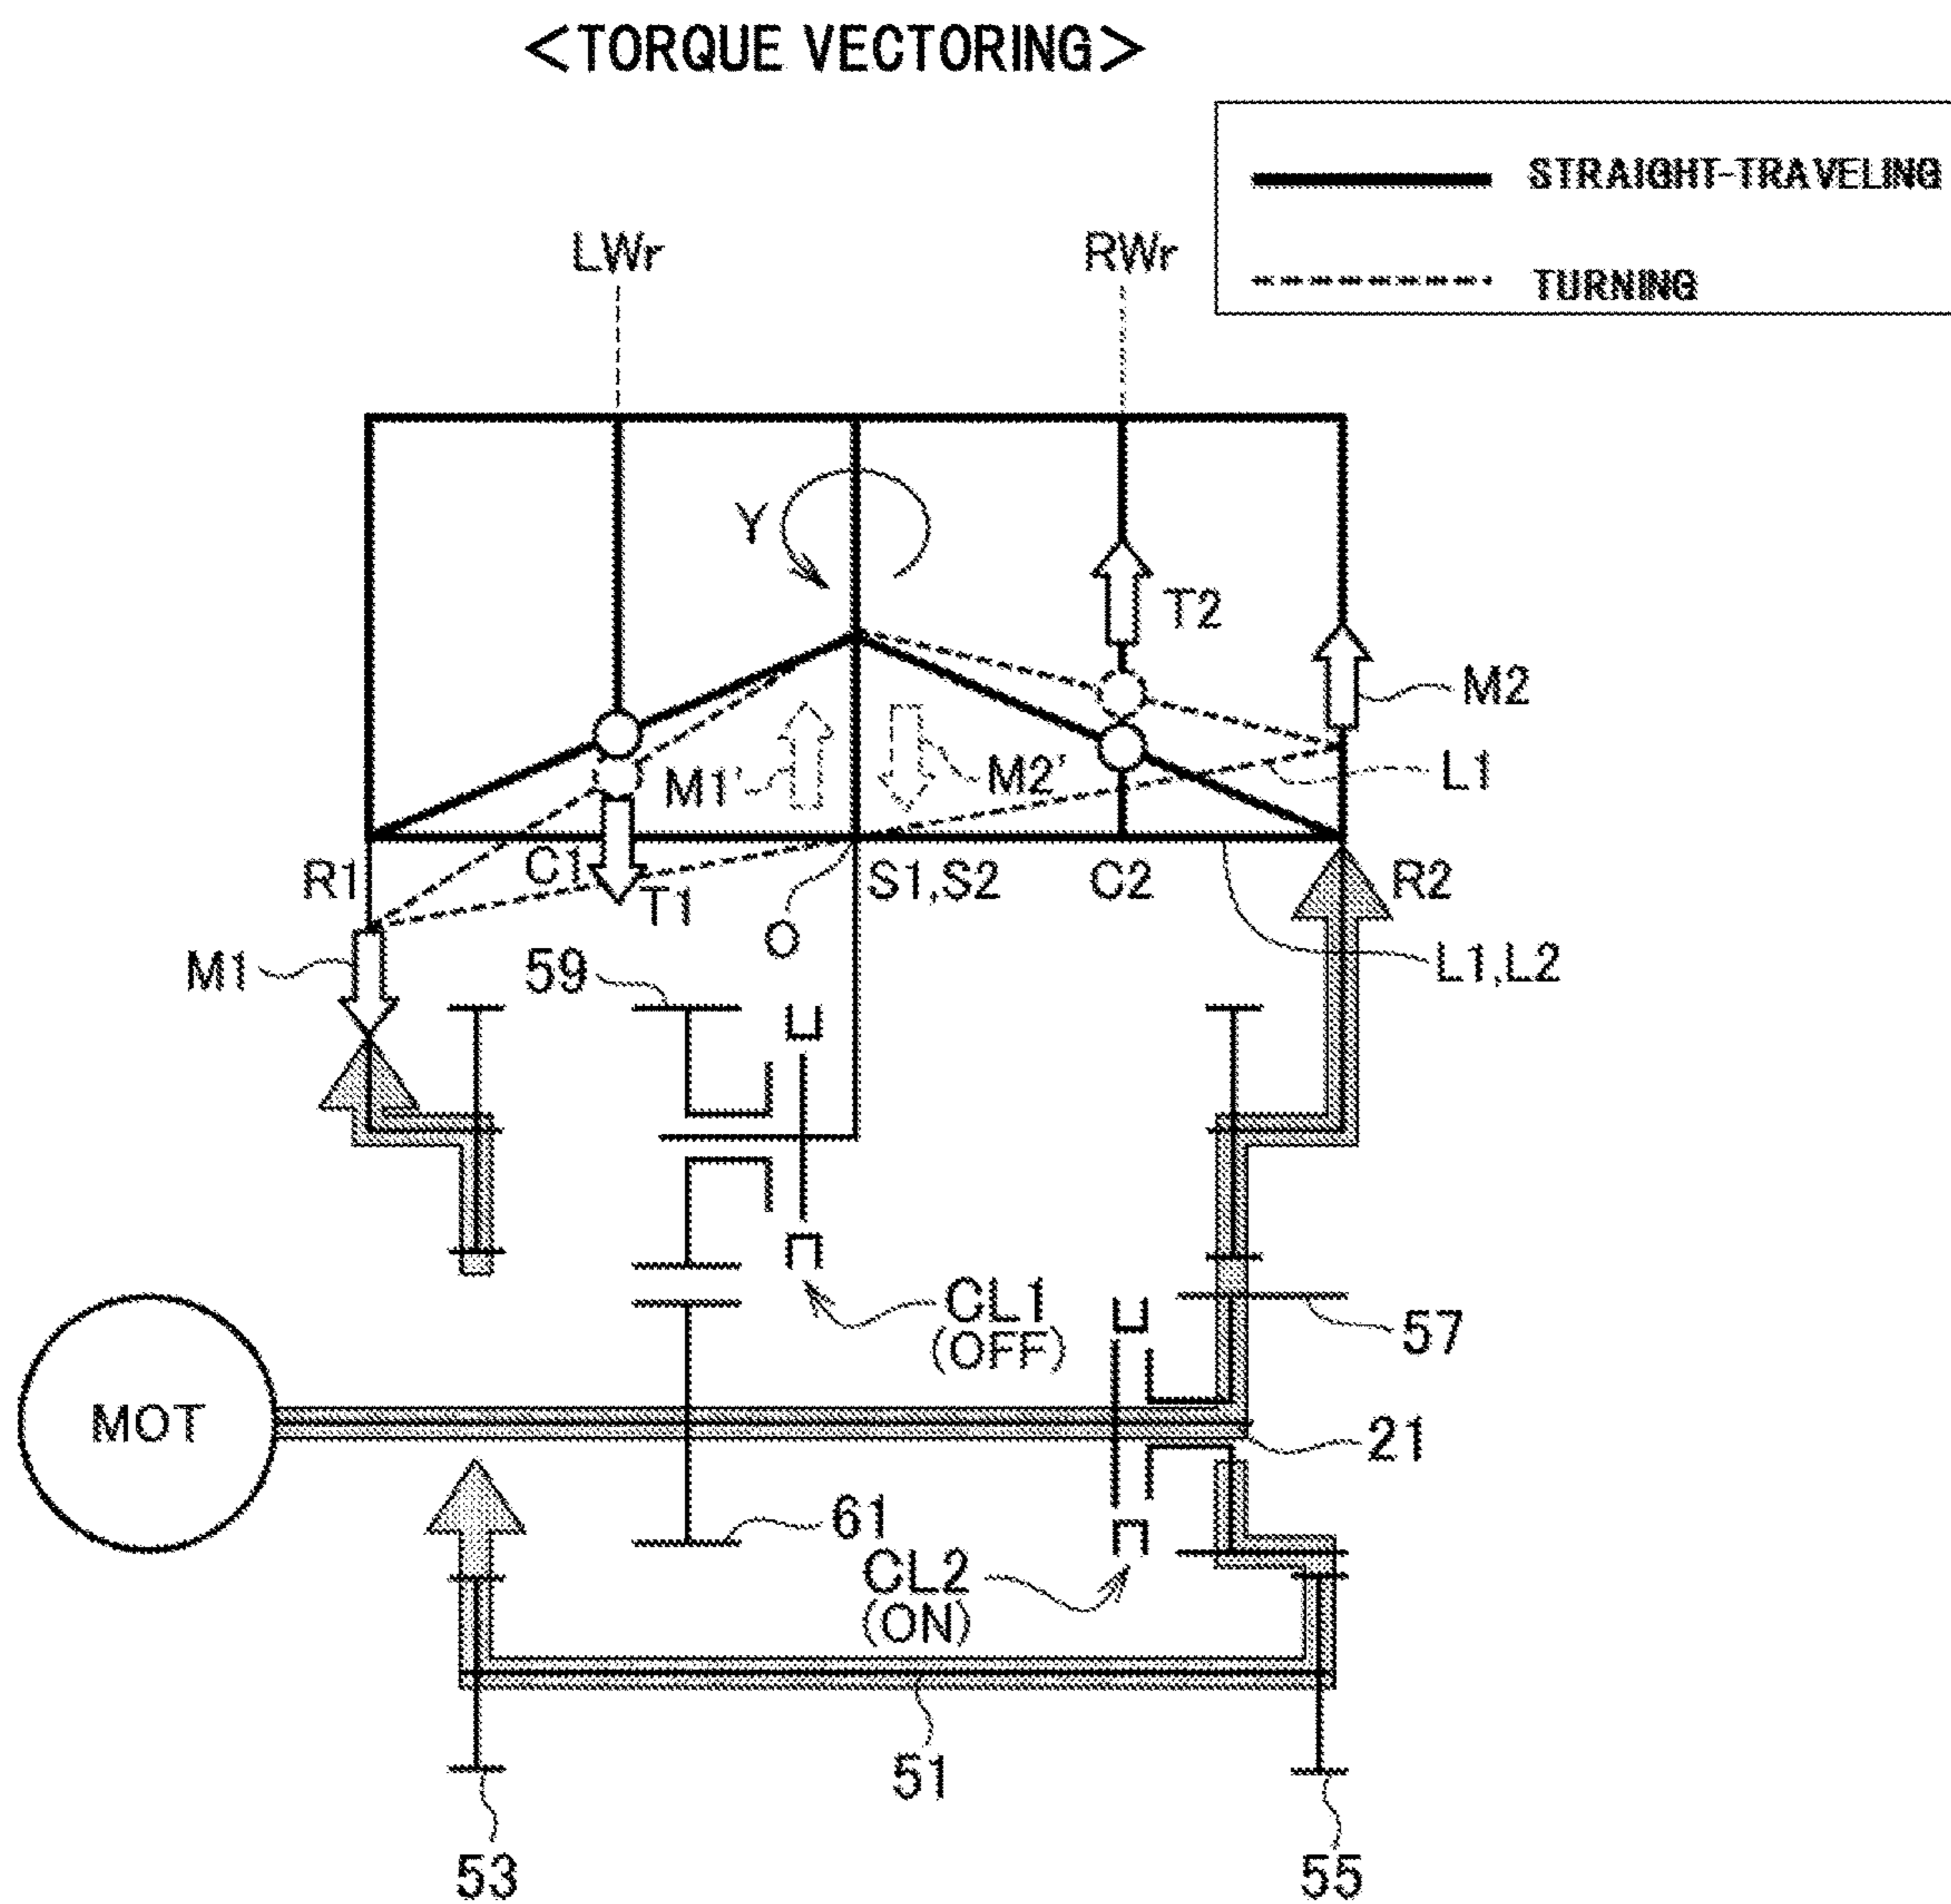 <TORQUE VECTORING>
STRAIGHT-TRAVELING
TURNING
LWr
RWr
Y
T2
M2
M1'
M2'
L1
R1
C1
T1
S1,S2
C2
R2
O
M1
59
L1,L2
CL1
(OFF)
57
MOT
21
61
CL2
(ON)
51
53
55